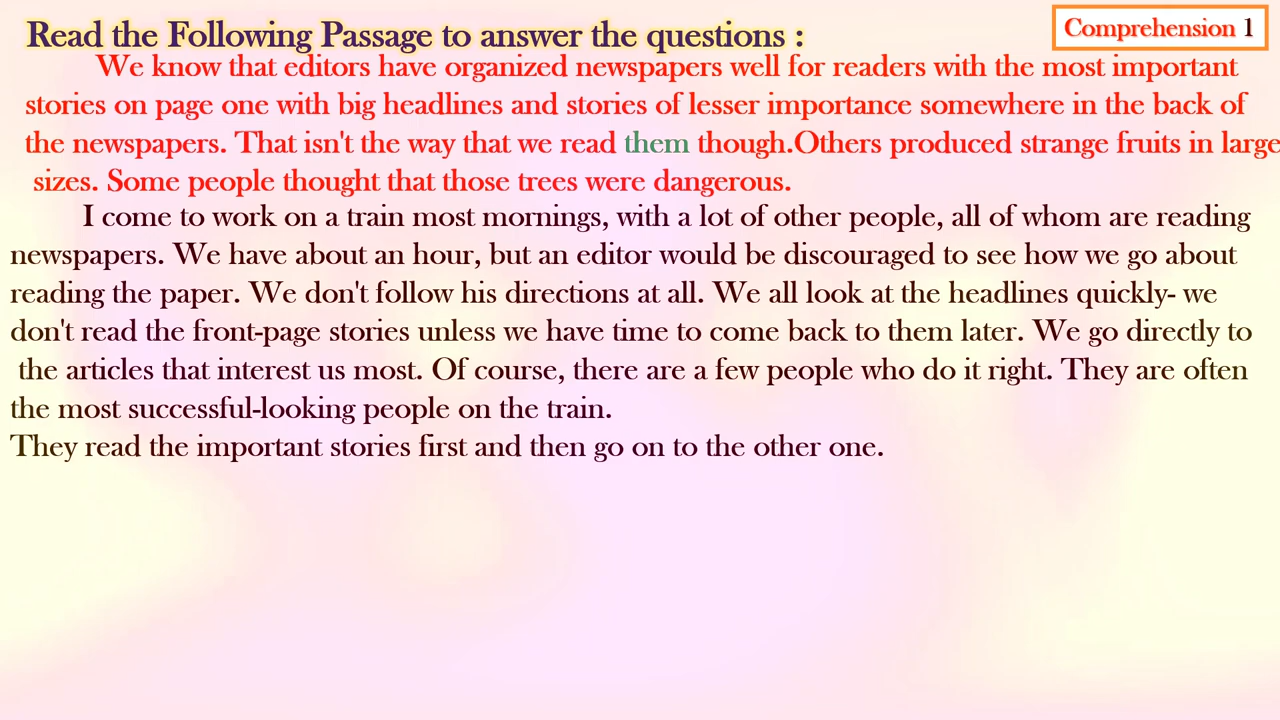 Read the Following Passage to answer the questions :
Comprehension 1
We know that editors have organized newspapers well for readers with the most important
stories on page one with big headlines and stories of lesser importance somewhere in the back of
the newspapers. That isn't the way that we read them though.Others produced strange fruits in large
sizes. Some people thought that those trees were dangerous.
I come to work on a train most mornings, with a lot of other people, all of whom are reading
newspapers. We have about an hour, but an editor would be discouraged to see how we go about
reading the paper. We don't follow his directions at all. We all look at the headlines quickly- we
don't read the front-page stories unless we have time to come back to them later. We go directly to
the articles that interest us most. Of course, there are a few people who do it right. They are often
the most successful-looking people on the train.
They read the important stories first and then go on to the other one.